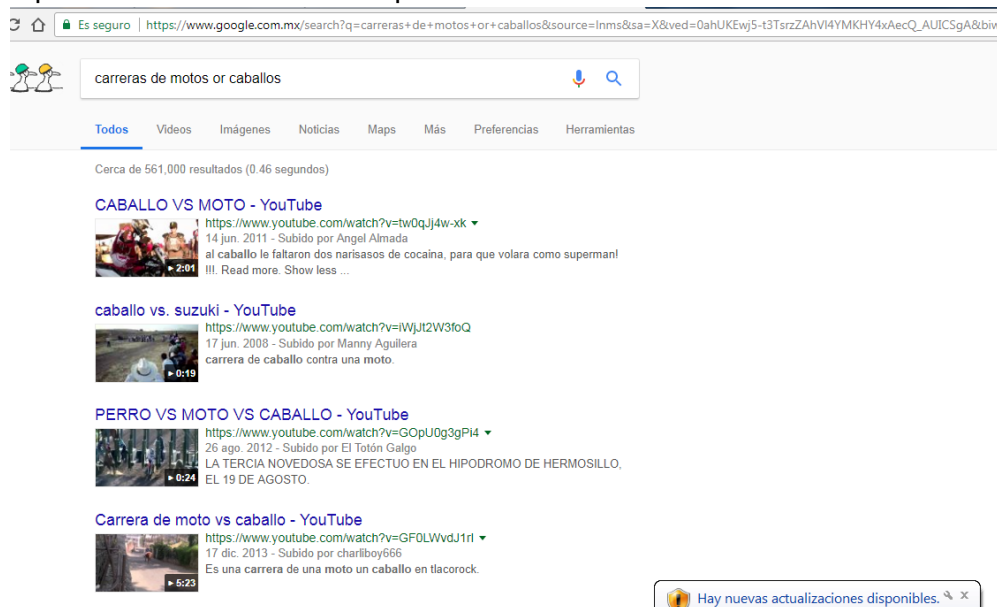 Es seguro | https://www.google.com.mx/search?q=carreras+de+motos+or+caballos&source=lnms&sa=X&ved=0ahUKEwj5-t3TsrzZAhVl4YMKHY4xAecQ_AUICSgA&biw
carreras de motos or caballos
Todos Videos Imágenes Noticias Maps Más Preferencias Herramientas
Cerca de 561,000 resultados (0.46 segundos)
CABALLO VS MOTO - YouTube
https://www.youtube.com/watch?v=tw0qJj4w-xk
14 jun. 2011 - Subido por Angel Almada
al caballo le faltaron dos narisasos de cocaina, para que volara como superman!
2:01
!!!. Read more. Show less ...
caballo vs. suzuki - YouTube
https://www.youtube.com/watch?v=iWjJt2W3foQ
17 jun. 2008 - Subido por Manny Aguilera
carrera de caballo contra una moto.
0:19
PERRO VS MOTO VS CABALLO - YouTube
https://www.youtube.com/watch?v=GOpU0g3gPi4
26 ago. 2012 - Subido por El Totón Galgo
LA TERCIA NOVEDOSA SE EFECTUO EN EL HIPODROMO DE HERMOSILLO,
0:24
EL 19 DE AGOSTO.
Carrera de moto vs caballo - YouTube
https://www.youtube.com/watch?v=GF0LWvdJ1rI
17 dic. 2013 - Subido por charliboy666
Es una carrera de una moto un caballo en tlacorock.
5:23
Hay nuevas actualizaciones disponibles.